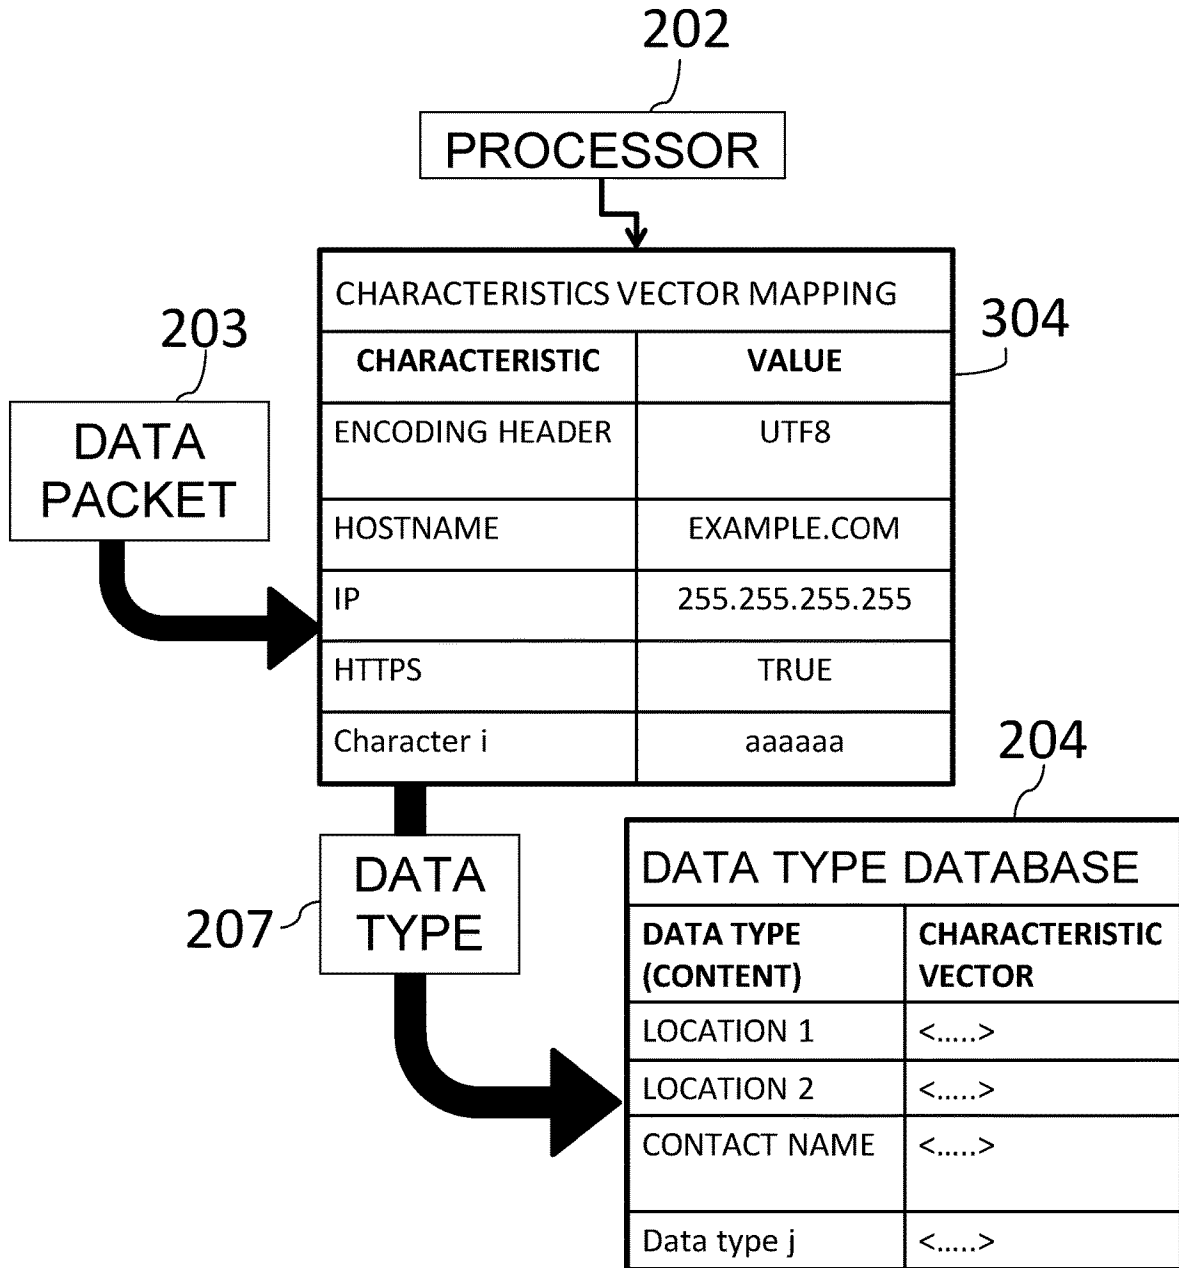 202
PROCESSOR
CHARACTERISTICS VECTOR MAPPING
304
CHARACTERISTIC VALUE
203
DATA
PACKET
ENCODING HEADER UTF8
HOSTNAME EXAMPLE.COM
IP 255.255.255.255
HTTPS TRUE
Character i aaaaaa
204
DATA
TYPE
207
DATA TYPE DATABASE
DATA TYPE CHARACTERISTIC
(CONTENT) VECTOR
LOCATION 1 <.....>
LOCATION 2 <.....>
CONTACT NAME <.....>
Data type j <.....>